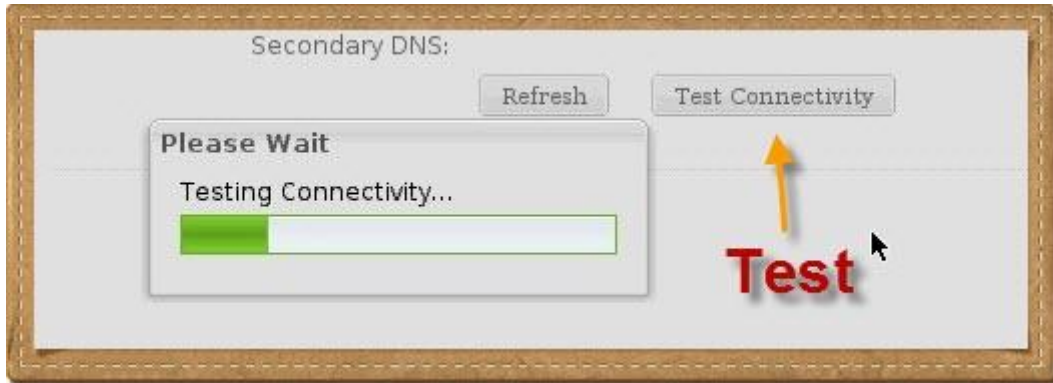 Secondary DNS:
Refresh
Test Connectivity
Please Wait
Testing Connectivity...
Test